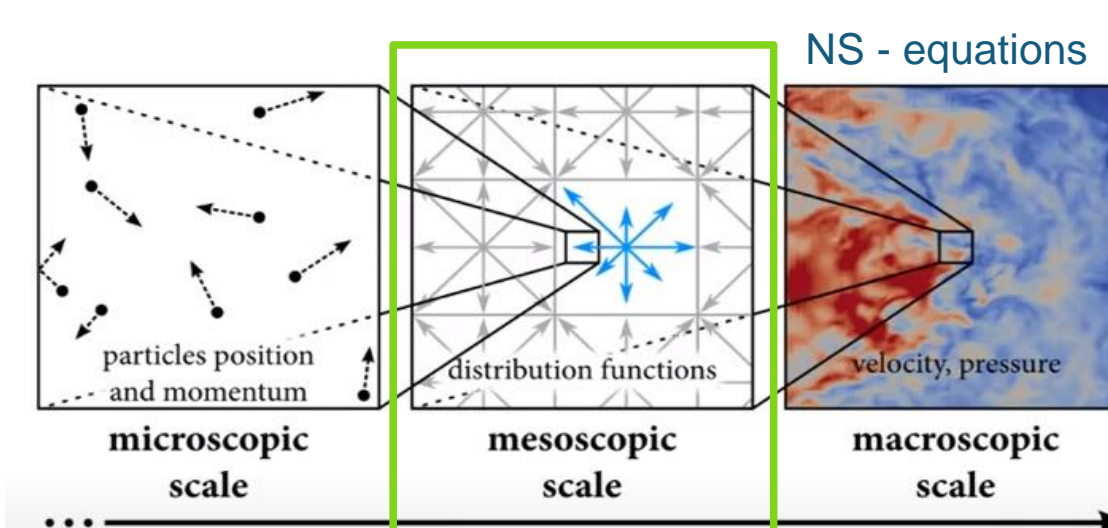 NS - equations
particles position
and momentum
distribution functions
velocity, pressure
microscopic
scale
mesoscopic
scale
macroscopic
scale